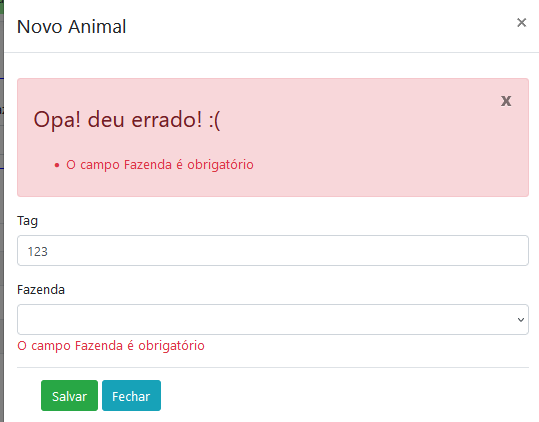 Novo Animal
×
x
Opa! deu errado! :(
• O campo Fazenda é obrigatório
Tag
123
Fazenda
O campo Fazenda é obrigatório
Salvar Fechar